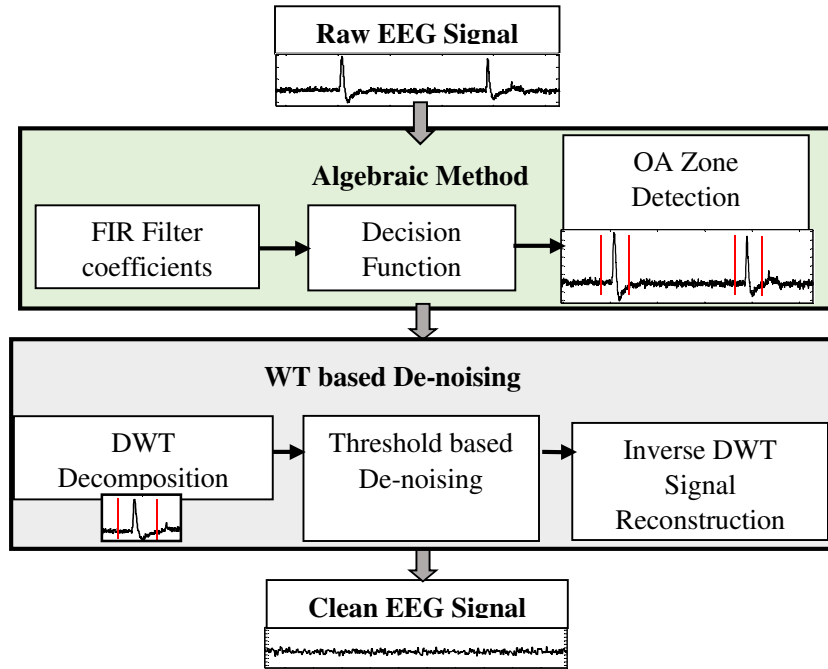 Raw EEG Signal
Algebraic Method
FIR Filter
coefficients
Decision
Function
OA Zone
Detection
WT based De-noising
DWT
Decomposition
Threshold based
De-noising
Inverse DWT
Signal
Reconstruction
Clean EEG Signal